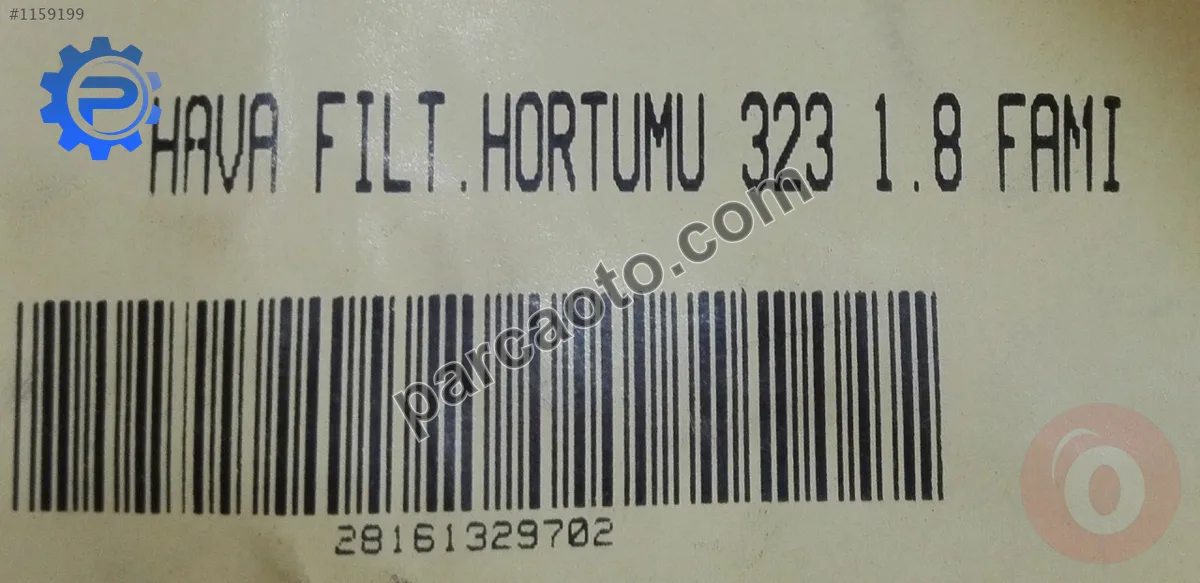 #1159199
HAVA FILT.HORTUMU 323 1.8 FAMI
parcaoto.com
28161329702